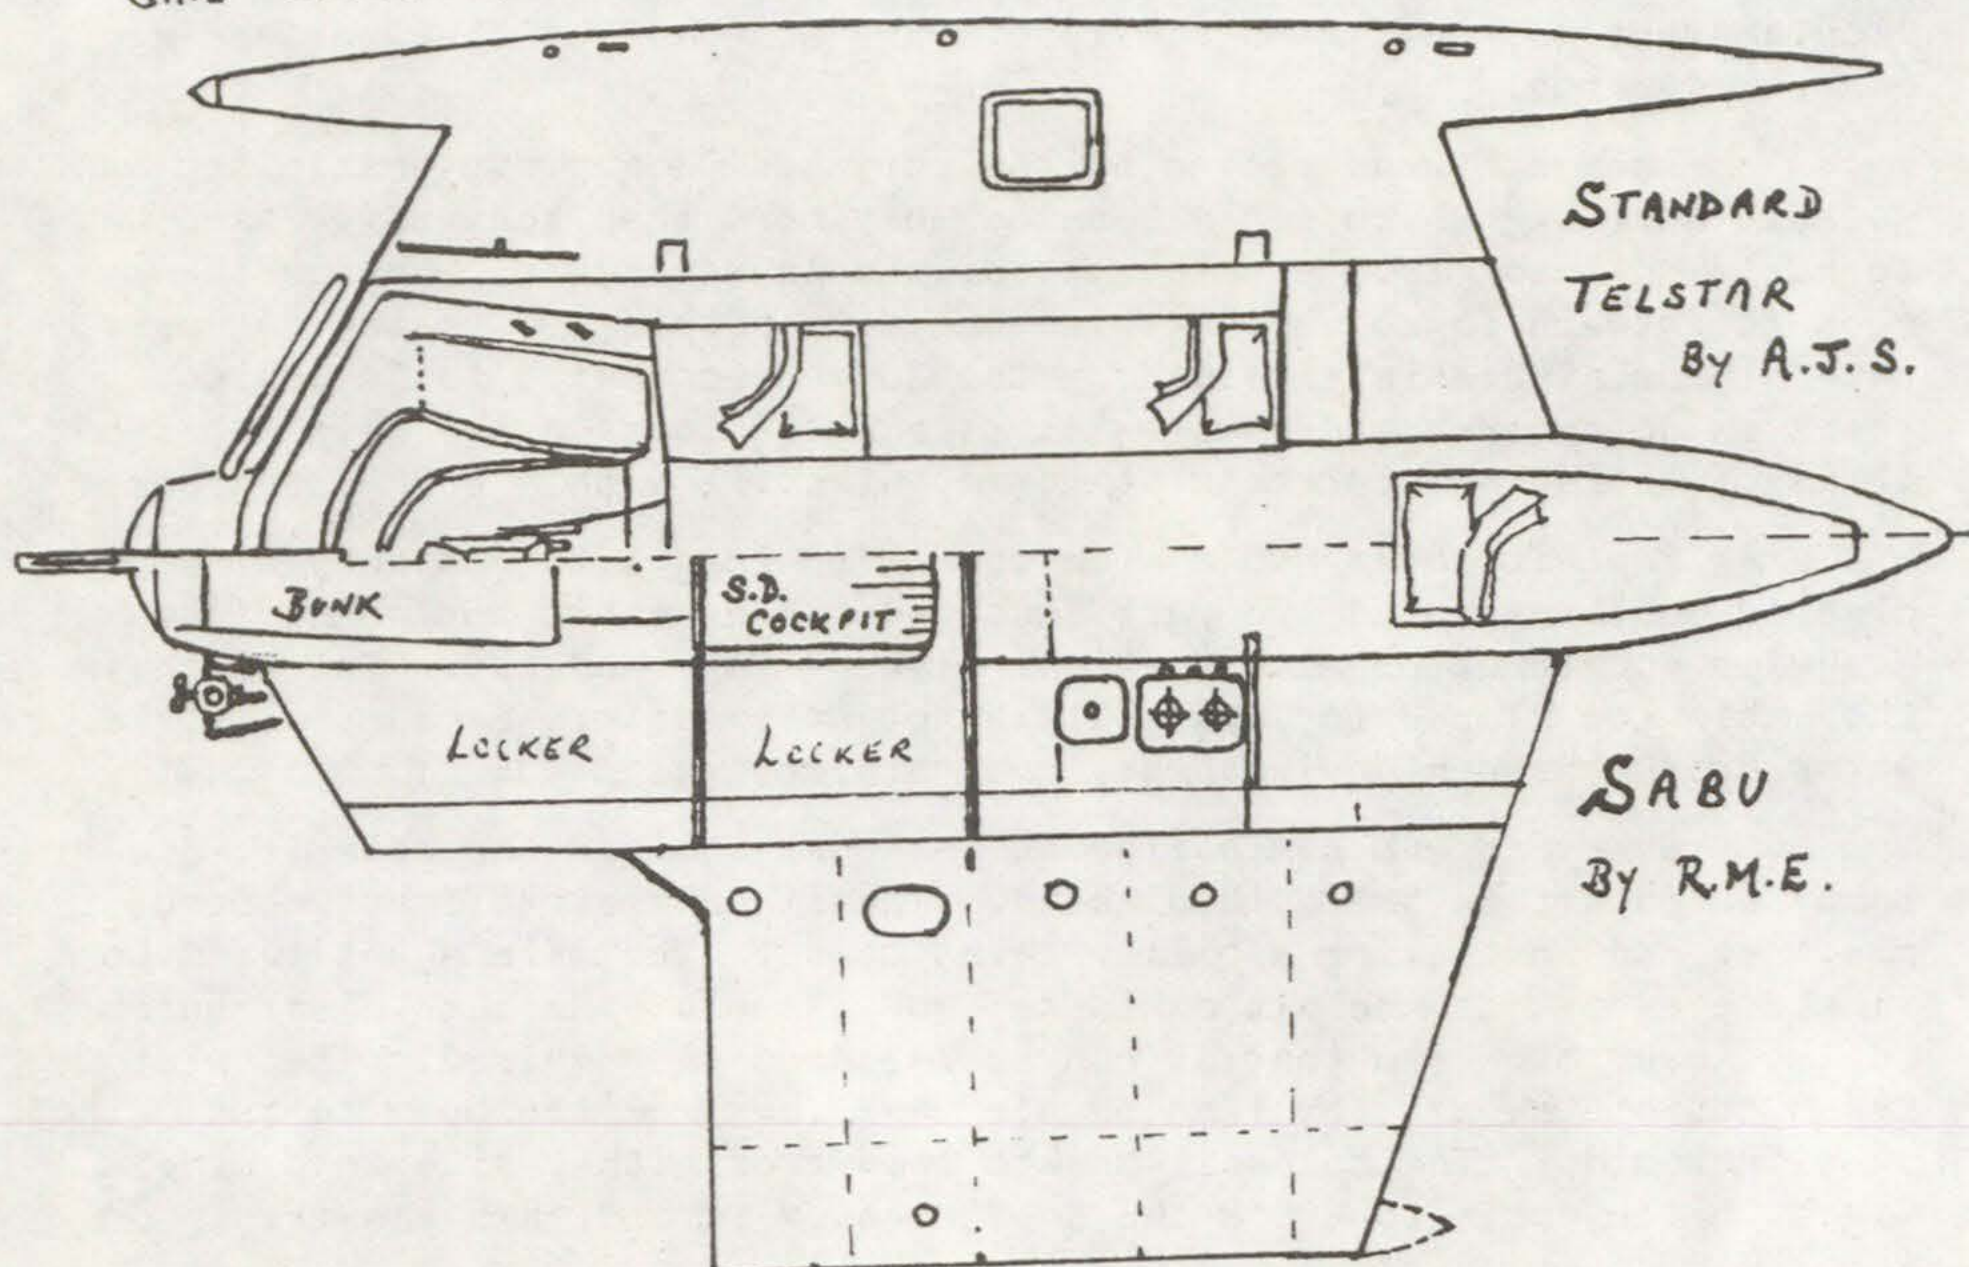 STANDARD
TELSTAR
BY A.J.S.
BUNK
S.D.
COCKPIT
LOCKER
LOCKER
SABU
BY R.M.E.